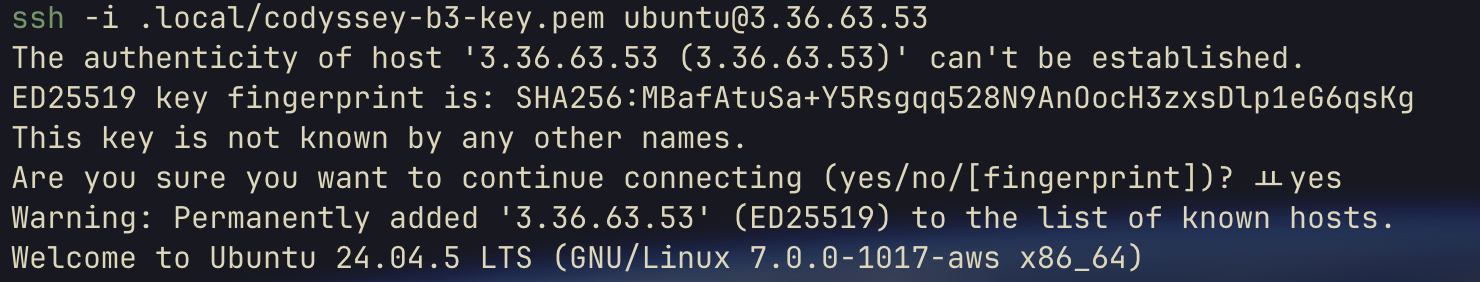 ssh -i .local/codyssey-b3-key.pem ubuntu@3.36.63.53
The authenticity of host '3.36.63.53 (3.36.63.53)' can't be established.
ED25519 key fingerprint is: SHA256:MBafAtuSa+Y5Rsgqq528N9AnOocH3zxsDlp1eG6qsKg
This key is not known by any other names.
Are you sure you want to continue connecting (yes/no/[fingerprint])? ㅛyes
Warning: Permanently added '3.36.63.53' (ED25519) to the list of known hosts.
Welcome to Ubuntu 24.04.5 LTS (GNU/Linux 7.0.0-1017-aws x86_64)